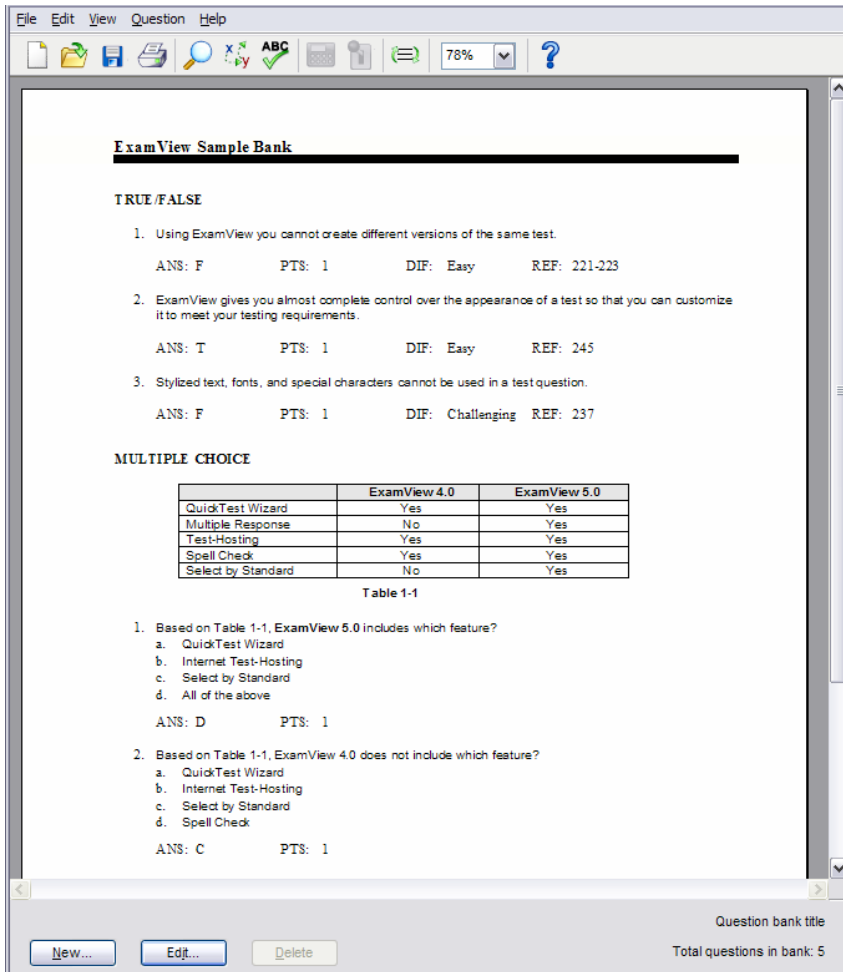 File Edit View Question Help
x y ABC 78% ?
ExamView Sample Bank
TRUE/FALSE
1. Using ExamView you cannot create different versions of the same test.
ANS: F PTS: 1 DIF: Easy REF: 221-223
2. ExamView gives you almost complete control over the appearance of a test so that you can customize
it to meet your testing requirements.
ANS: T PTS: 1 DIF: Easy REF: 245
3. Stylized text, fonts, and special characters cannot be used in a test question.
ANS: F PTS: 1 DIF: Challenging REF: 237
MULTIPLE CHOICE
ExamView 4.0 ExamView 5.0
QuickTest Wizard Yes Yes
Multiple Response No Yes
Test-Hosting Yes Yes
Spell Check Yes Yes
Select by Standard No Yes
Table 1-1
1. Based on Table 1-1, ExamView 5.0 includes which feature?
a. QuickTest Wizard
b. Internet Test-Hosting
c. Select by Standard
d. All of the above
ANS: D PTS: 1
2. Based on Table 1-1, ExamView 4.0 does not include which feature?
a. QuickTest Wizard
b. Internet Test-Hosting
c. Select by Standard
d. Spell Check
ANS: C PTS: 1
Question bank title
New... Edit... Delete Total questions in bank: 5